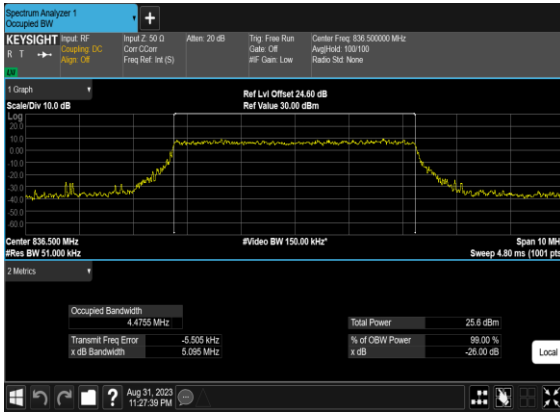 Spectrum Analyzer 1
Occupied BW
+
KEYSIGHT Input: RF Input Z: 50 Ω Atten: 20 dB Trig: Free Run Center Freq: 836.500000 MHz
R T Coupling: DC Corr CCorr Gate: Off Avg|Hold: 100/100
Align: Off Freq Ref: Int (S) #IF Gain: Low Radio Std: None
1 Graph
Ref Lvl Offset 24.60 dB
Scale/Div 10.0 dB Ref Value 30.00 dBm
Log
20.0
10.0
0.00
-10.0
-20.0
-30.0
-40.0
-50.0
-60.0
Center 836.500 MHz #Video BW 150.00 kHz* Span 10 MH
#Res BW 51.000 kHz Sweep 4.80 ms (1001 pts
2 Metrics
Occupied Bandwidth
4.4755 MHz Total Power 25.6 dBm
Transmit Freq Error -5.505 kHz % of OBW Power 99.00 %
x dB Bandwidth 5.095 MHz x dB -26.00 dB
Local
? Aug 31, 2023
11:27:39 PM